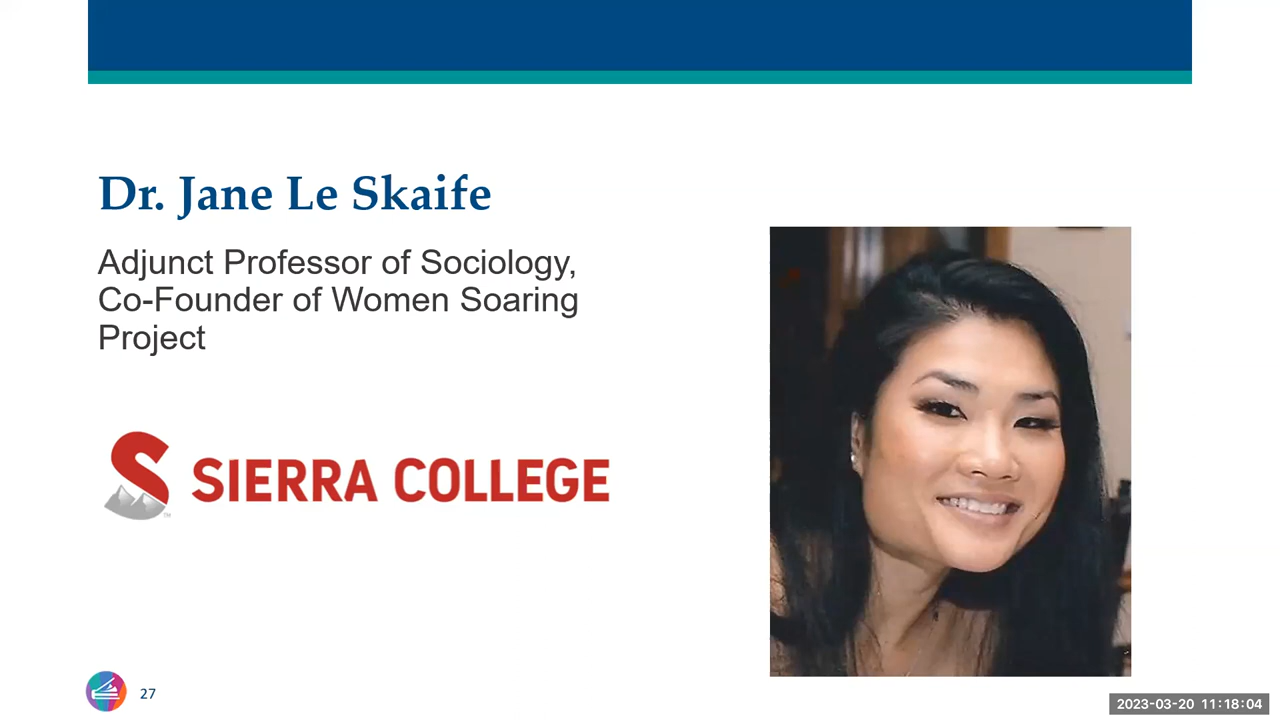 Dr. Jane Le Skaife
Adjunct Professor of Sociology,
Co-Founder of Women Soaring
Project
SIERRA COLLEGE
™
27
2023-03-20 11:18:04